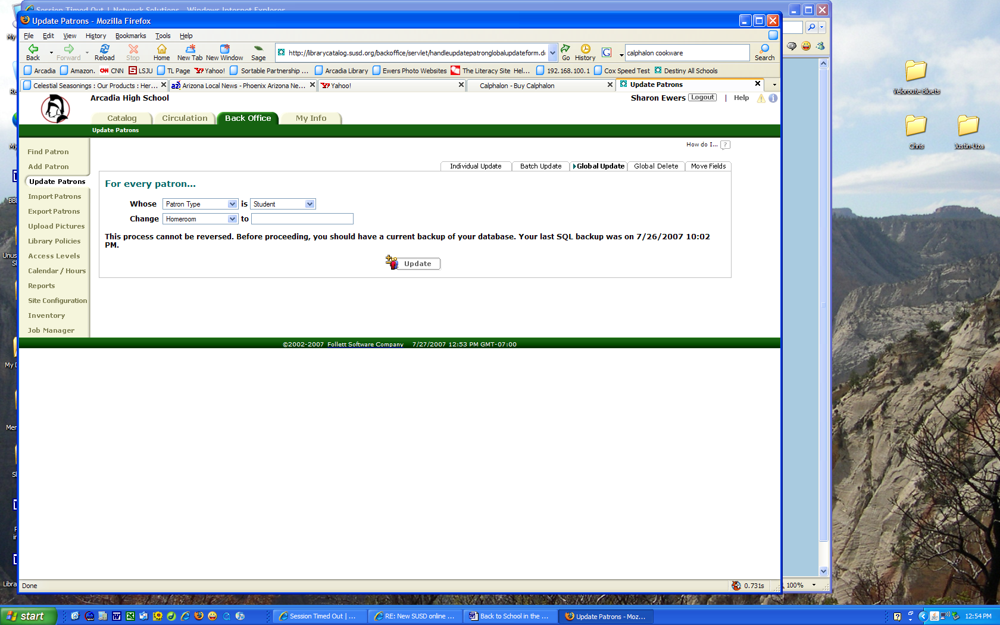 Session Timed Out | Network Solutions - Windows Internet Explorer
Update Patrons - Mozilla Firefox
File Edit View History Bookmarks Tools Help
Back Forward Reload Stop Home New Tab New Window Sage
http://librarycatalog.susd.org/backoffice/servlet/handleupdatepatronglobalupdateform.d
Go History G calphalon cookware Search
Arcadia Amazon. CNN LSJU TL Page Yahoo! Sortable Partnership ... Arcadia Library Ewers Photo Websites The Literacy Site Hel... 192.168.100.1 Cox Speed Test Destiny All Schools
Celestial Seasonings : Our Products : Her... Arizona Local News - Phoenix Arizona Ne... Yahoo! Calphalon - Buy Calphalon Update Patrons
Arcadia High School
Sharon Ewers Logout | Help
Catalog Circulation Back Office My Info
Update Patrons
How do I... ?
Find Patron
Add Patron
Update Patrons
Import Patrons
Export Patrons
Upload Pictures
Library Policies
Access Levels
Calendar / Hours
Reports
Site Configuration
Inventory
Job Manager
Individual Update Batch Update Global Update Global Delete Move Fields
For every patron...
Whose Patron Type is Student
Change Homeroom to
This process cannot be reversed. Before proceeding, you should have a current backup of your database. Your last SQL backup was on 7/26/2007 10:02
PM.
Update
©2002-2007 Follett Software Company 7/27/2007 12:53 PM GMT-07:00
Done
0.731s
100%
Veloroute Bluets
Chris
Justin-Liza
start
Session Timed Out | ...
RE: New SUSD online ...
Back to School in the ...
Update Patrons - Moz...
12:54 PM